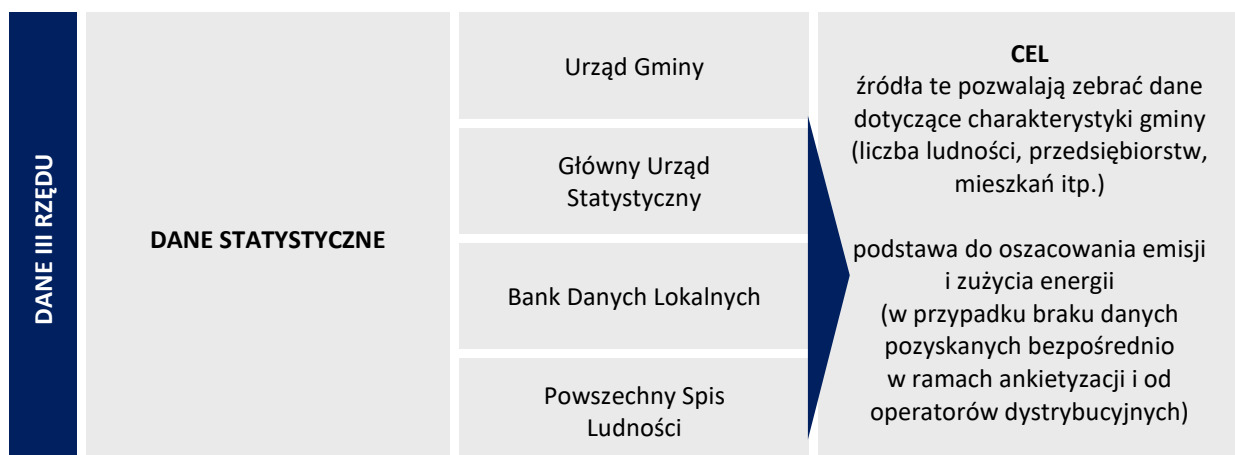 DANE III RZĘDU
DANE STATYSTYCZNE
Urząd Gminy
Główny Urząd
Statystyczny
Bank Danych Lokalnych
Powszechny Spis
Ludności
CEL
źródła te pozwalają zebrać dane
dotyczące charakterystyki gminy
(liczba ludności, przedsiębiorstw,
mieszkań itp.)
podstawa do oszacowania emisji
i zużycia energii
(w przypadku braku danych
pozyskanych bezpośrednio
w ramach ankietyzacji i od
operatorów dystrybucyjnych)